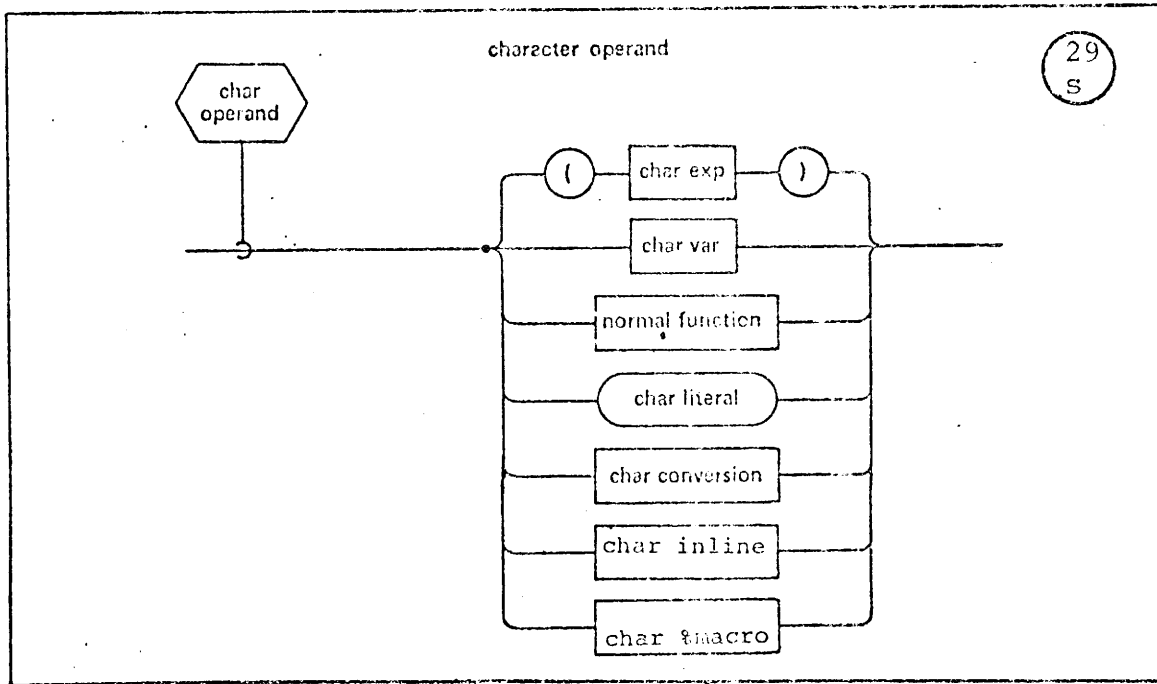 character operand
29
s
char
operand
( char exp )
char var
normal function
char literal
char conversion
char inline
char %macro